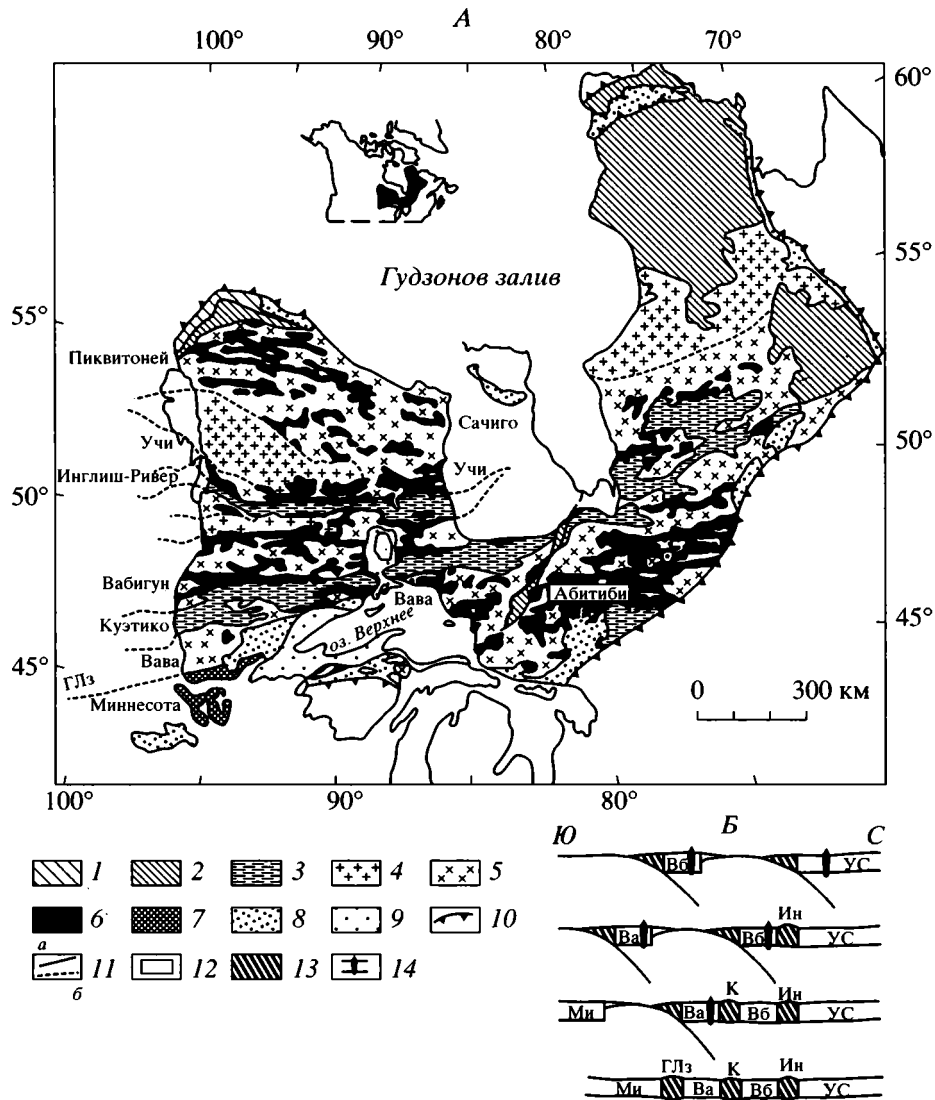 А
100° 90° 80° 70°
60°
55°
Гудзонов залив
55°
Пиквитоней
Сачиго
Учи
Учи
50°
Инглиш-Ривер
50°
Вабигун
Вава
Абитиби
Куэтико
оз. Верхнее
45°
Вава
45°
ГЛз
0 300 км
Миннесота
100° 90° 80°
Ю Б С
1 2 3 4 5
Вб УС
6 7 8 9 10
а
Ин
Ва Вб УС
11 12 13 14
б
К Ин
Ми Ва Вб УС
ГЛз К Ин
Ми Ва Вб УС